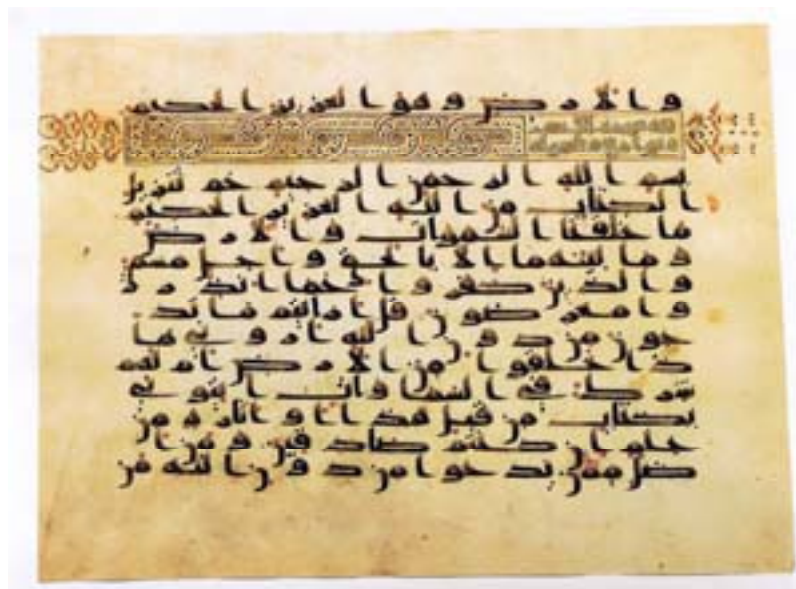 والارض وهو العزيز الحكيم
بسم الله الرحمن الرحيم حم تنزيل
الكتاب من الله العزيز الحكيم
ما خلقنا السموات والارض
وما بينهما الا بالحق واجل مسمى
والذين كفروا عما انذر
وا معرضون قل ارايتم ما تد
عون من دون الله اروني ما
ذا خلقوا من الارض ام لهم
شرك في السموات ايتوني
بكتاب من قبل هذا او اثارة من
علم ان كنتم صادقين ومن ا
ضل ممن يدعوا من دون الله من